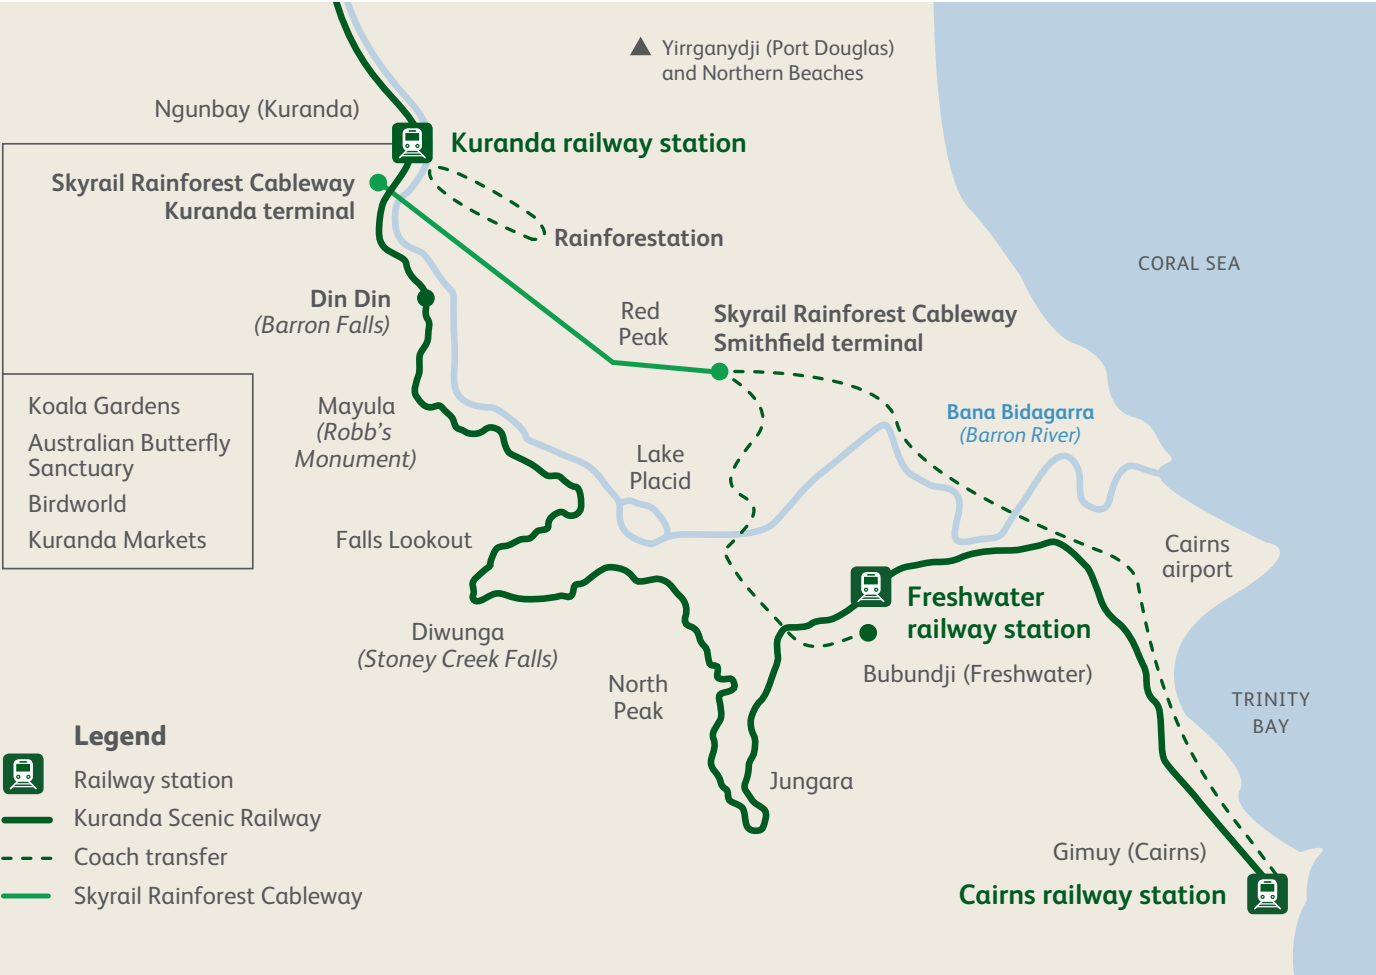 Yirrganydji (Port Douglas)
and Northern Beaches
Ngunbay (Kuranda)
Kuranda railway station
Skyrail Rainforest Cableway
Kuranda terminal
Rainforestation
CORAL SEA
Din Din
(Barron Falls)
Red
Peak
Skyrail Rainforest Cableway
Smithfield terminal
Koala Gardens
Australian Butterfly
Sanctuary
Birdworld
Kuranda Markets
Mayula
(Robb's
Monument)
Bana Bidagarra
(Barron River)
Lake
Placid
Falls Lookout
Cairns
airport
Freshwater
railway station
Diwunga
(Stoney Creek Falls)
Bubundji (Freshwater)
North
Peak
TRINITY
BAY
Jungara
Legend
Railway station
Kuranda Scenic Railway
Coach transfer
Skyrail Rainforest Cableway
Gimuy (Cairns)
Cairns railway station